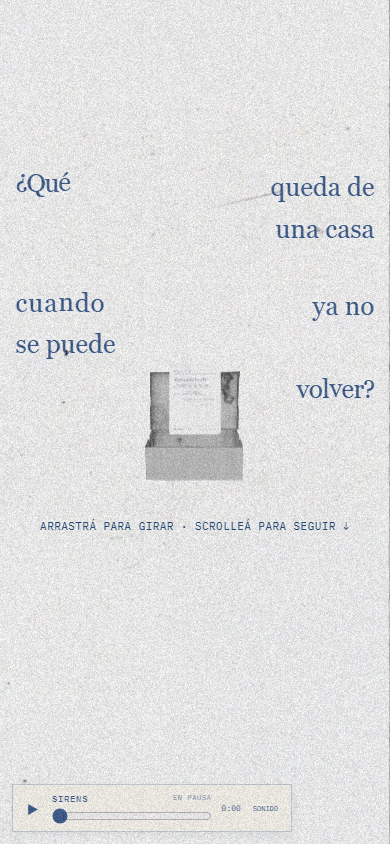 ¿Qué
queda de
una casa
cuando
ya no
se puede
volver?
ARRASTRÁ PARA GIRAR · SCROLLEÁ PARA SEGUIR ↓
SIRENS
EN PAUSA
0:00
SONIDO